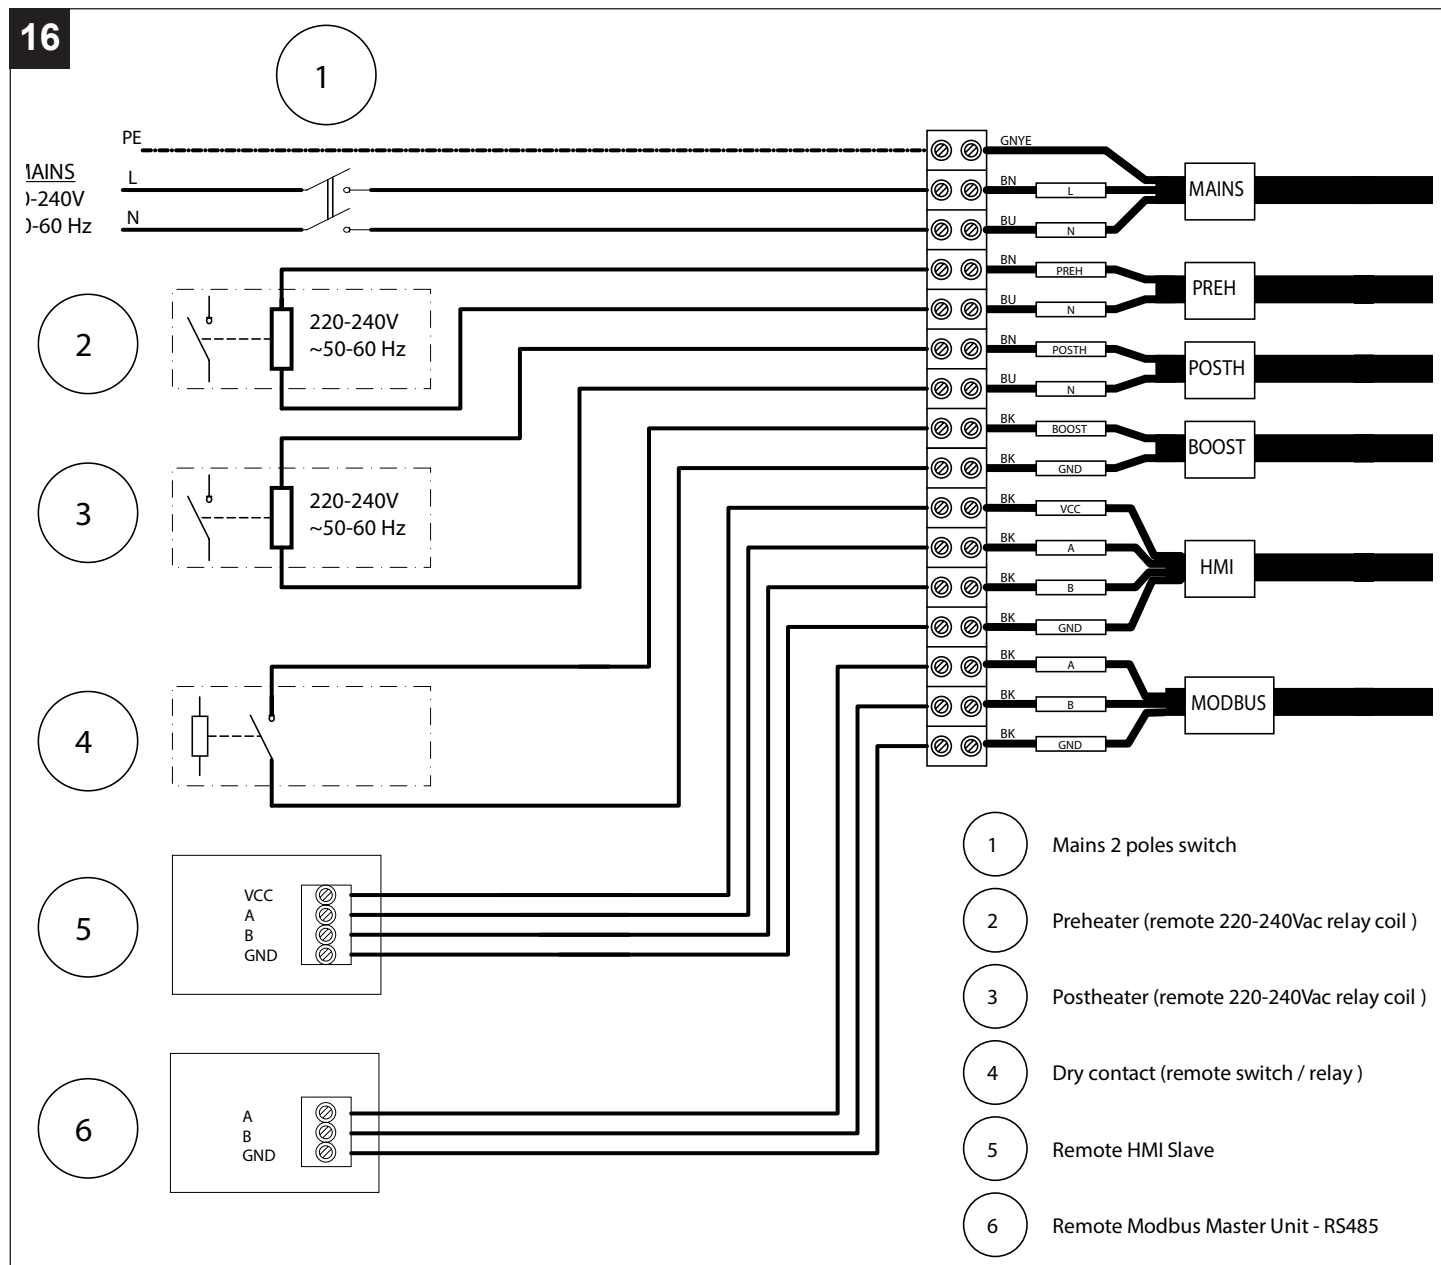 16
1
PE
L
N
2
220-240V
~50-60 Hz
3
220-240V
~50-60 Hz
4
5
VCC
A
B
GND
6
A
B
GND
GNYE
BN L
BU N
MAINS
BN PREH
BU N
PREH
BN POSTH
BU N
POSTH
BK BOOST
BK GND
BOOST
BK VCC
BK A
BK B
BK GND
HMI
BK A
BK B
BK GND
MODBUS
1 Mains 2 poles switch
2 Preheater (remote 220-240Vac relay coil )
3 Postheater (remote 220-240Vac relay coil )
4 Dry contact (remote switch / relay )
5 Remote HMI Slave
6 Remote Modbus Master Unit - RS485